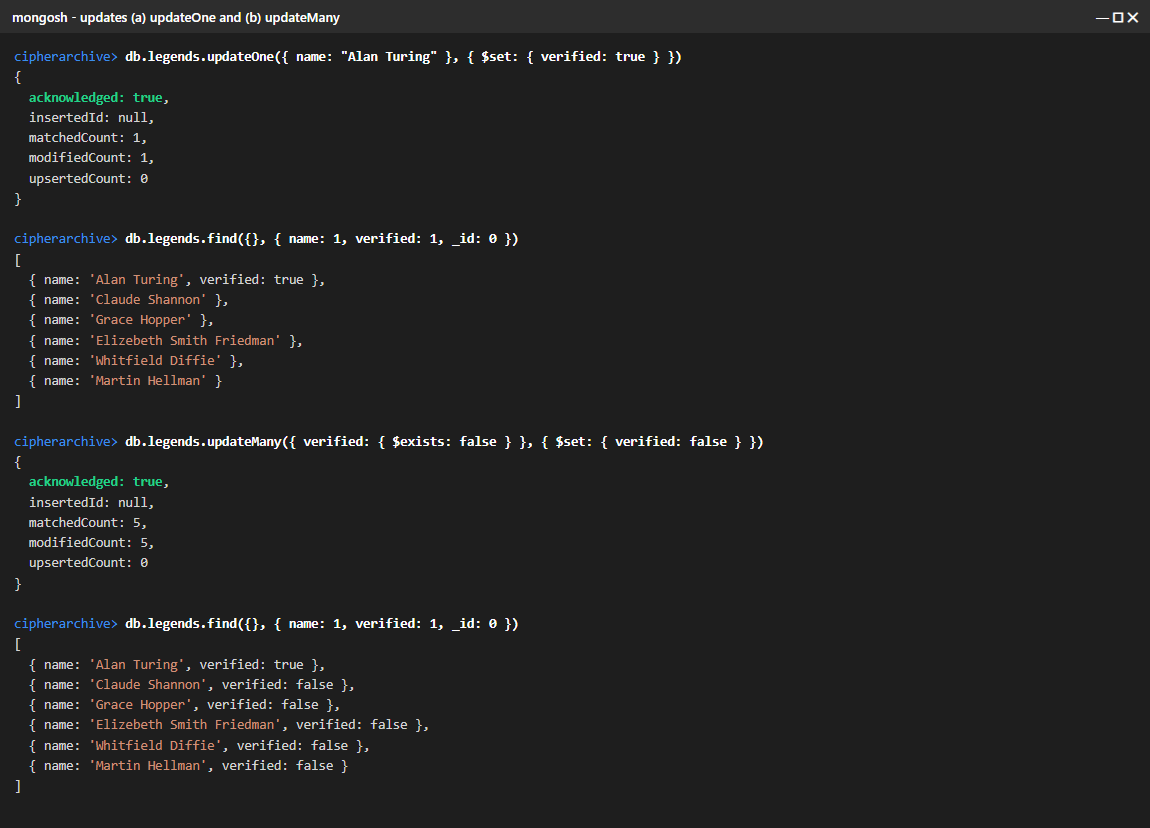 mongosh - updates (a) updateOne and (b) updateMany
cipherarchive> db.legends.updateOne({ name: "Alan Turing" }, { $set: { verified: true } })
{
  acknowledged: true,
  insertedId: null,
  matchedCount: 1,
  modifiedCount: 1,
  upsertedCount: 0
}
cipherarchive> db.legends.find({}, { name: 1, verified: 1, _id: 0 })
[
  { name: 'Alan Turing', verified: true },
  { name: 'Claude Shannon' },
  { name: 'Grace Hopper' },
  { name: 'Elizebeth Smith Friedman' },
  { name: 'Whitfield Diffie' },
  { name: 'Martin Hellman' }
]
cipherarchive> db.legends.updateMany({ verified: { $exists: false } }, { $set: { verified: false } })
{
  acknowledged: true,
  insertedId: null,
  matchedCount: 5,
  modifiedCount: 5,
  upsertedCount: 0
}
cipherarchive> db.legends.find({}, { name: 1, verified: 1, _id: 0 })
[
  { name: 'Alan Turing', verified: true },
  { name: 'Claude Shannon', verified: false },
  { name: 'Grace Hopper', verified: false },
  { name: 'Elizebeth Smith Friedman', verified: false },
  { name: 'Whitfield Diffie', verified: false },
  { name: 'Martin Hellman', verified: false }
]